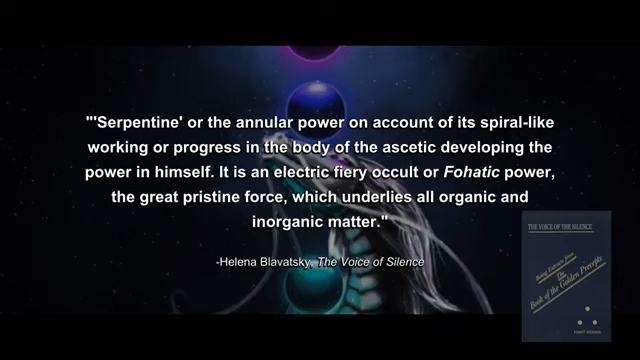 "'Serpentine' or the annular power on account of its spiral-like
working or progress in the body of the ascetic developing the
power in himself. It is an electric fiery occult or Fohatic power,
the great pristine force, which underlies all organic and
inorganic matter."
-Helena Blavatsky, The Voice of Silence
THE VOICE OF THE SILENCE
Being Extracts from
The
Book of the Golden Precepts